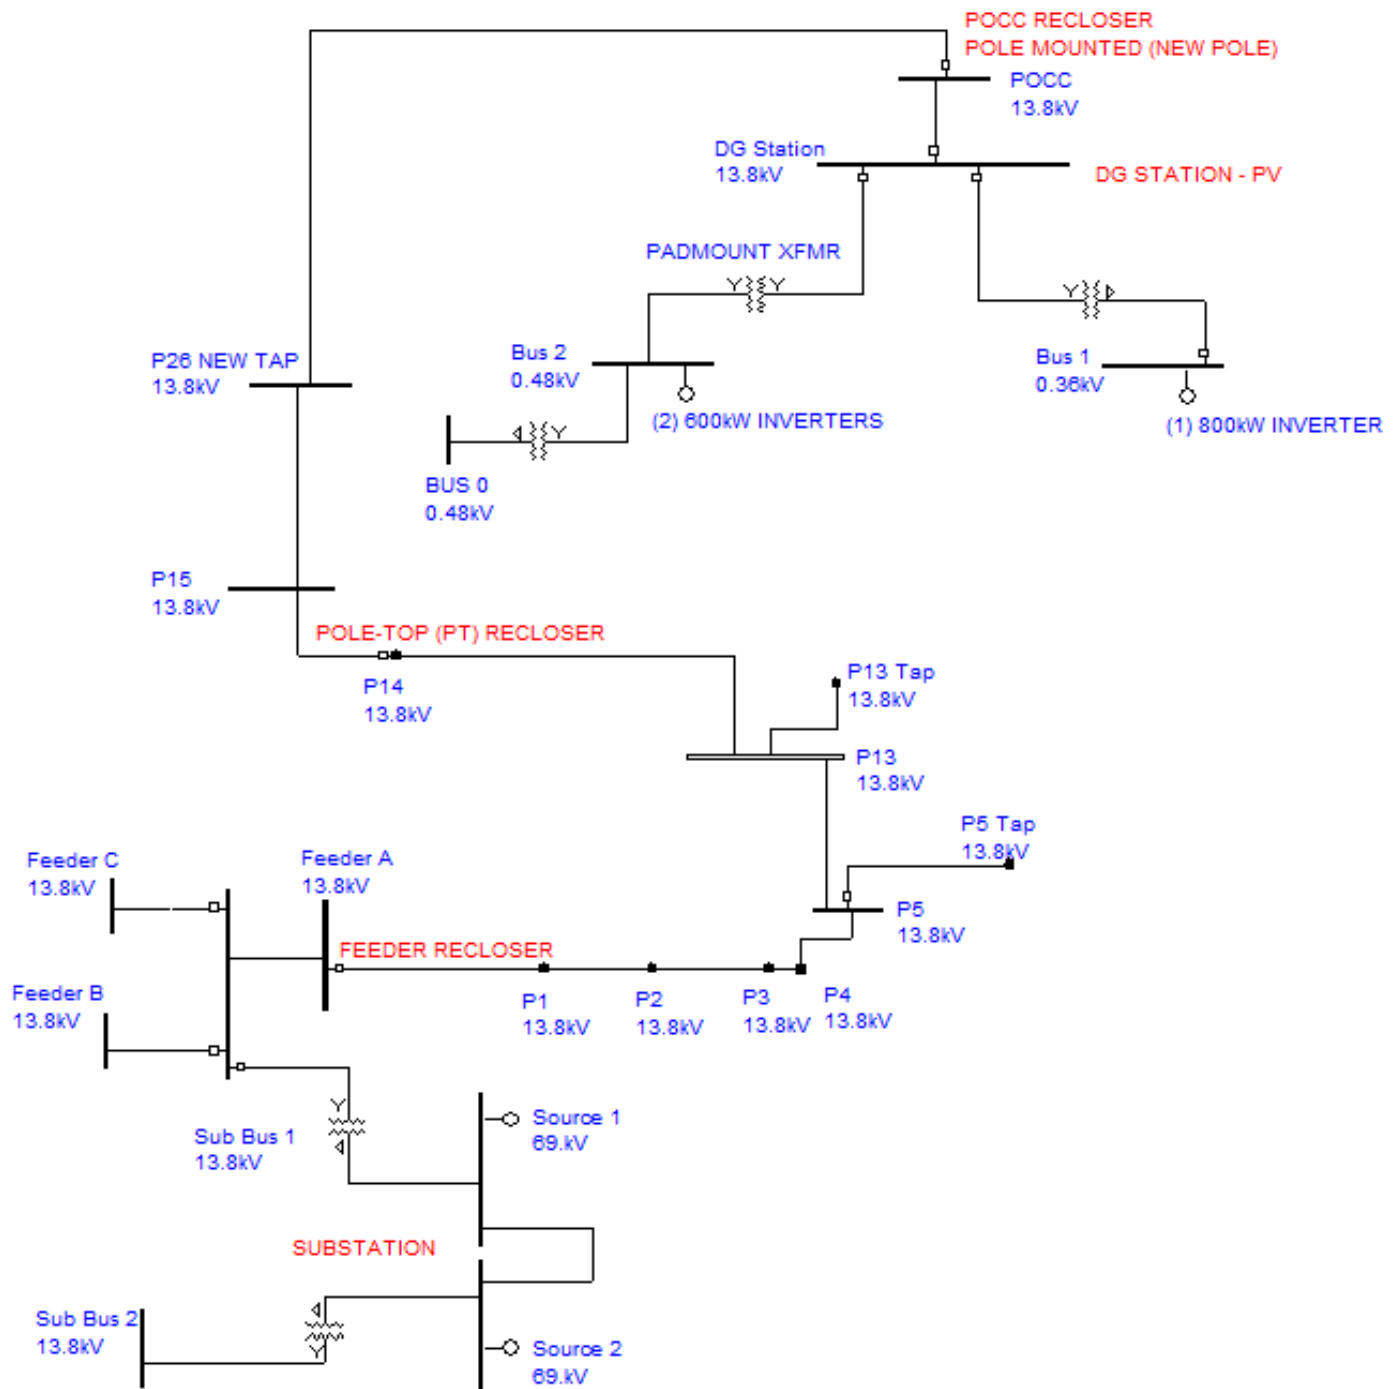 POCC RECLOSER
POLE MOUNTED (NEW POLE)
POCC
13.8kV
DG Station
13.8kV
DG STATION - PV
PADMOUNT XFMR
P26 NEW TAP
13.8kV
Bus 2
0.48kV
Bus 1
0.36kV
(2) 600kW INVERTERS
(1) 800kW INVERTER
BUS 0
0.48kV
P15
13.8kV
POLE-TOP (PT) RECLOSER
P14
13.8kV
P13 Tap
13.8kV
P13
13.8kV
P5 Tap
13.8kV
Feeder C
13.8kV
Feeder A
13.8kV
P5
13.8kV
FEEDER RECLOSER
Feeder B
13.8kV
P1
13.8kV
P2
13.8kV
P3
13.8kV
P4
13.8kV
Sub Bus 1
13.8kV
Source 1
69.kV
SUBSTATION
Sub Bus 2
13.8kV
Source 2
69.kV